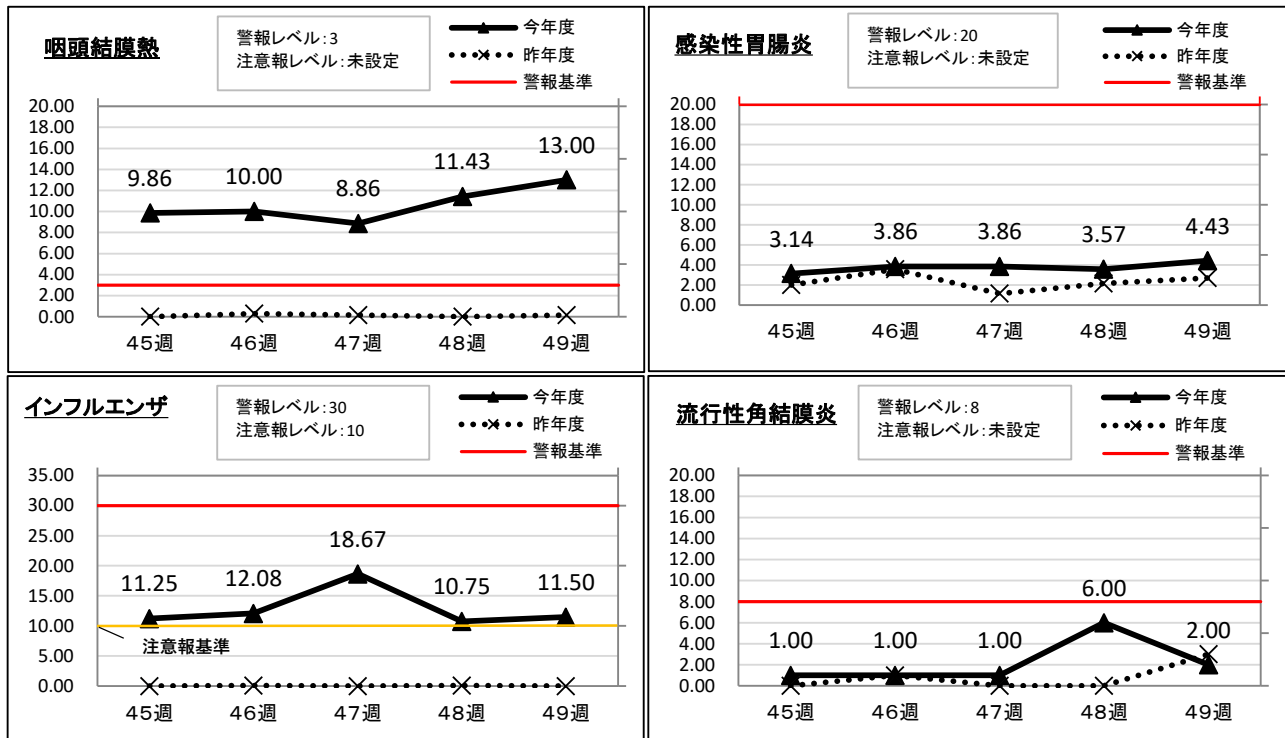 咽頭結膜熱
警報レベル:3
注意報レベル:未設定
今年度
昨年度
警報基準
20.00
18.00
16.00
14.00
12.00
10.00
8.00
6.00
4.00
2.00
0.00
9.86
10.00
8.86
11.43
13.00
45週
46週
47週
48週
49週
感染性胃腸炎
警報レベル:20
注意報レベル:未設定
今年度
昨年度
警報基準
20.00
18.00
16.00
14.00
12.00
10.00
8.00
6.00
4.00
2.00
0.00
3.14
3.86
3.86
3.57
4.43
45週
46週
47週
48週
49週
インフルエンザ
警報レベル:30
注意報レベル:10
今年度
昨年度
警報基準
35.00
30.00
25.00
20.00
15.00
10.00
5.00
0.00
11.25
12.08
18.67
10.75
11.50
注意報基準
45週
46週
47週
48週
49週
流行性角結膜炎
警報レベル:8
注意報レベル:未設定
今年度
昨年度
警報基準
20.00
18.00
16.00
14.00
12.00
10.00
8.00
6.00
4.00
2.00
0.00
1.00
1.00
1.00
6.00
2.00
45週
46週
47週
48週
49週